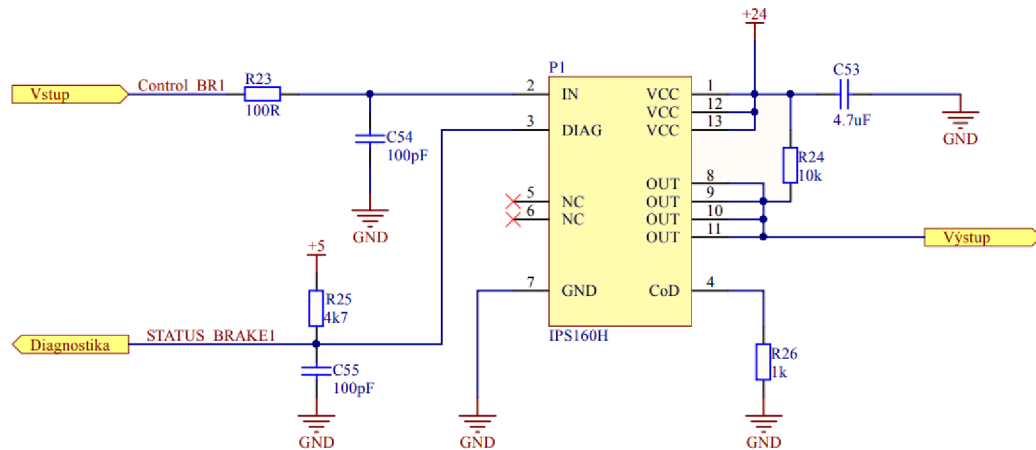 +24
P1
C53
4.7uF
Vstup
Control_BR1
R23
100R
2
IN
VCC
1
VCC
12
VCC
13
3
DIAG
C54
100pF
GND
GND
R24
10k
5
NC
6
NC
OUT
8
OUT
9
OUT
10
OUT
11
Výstup
+5
R25
4k7
7
GND
CoD
4
IPS160H
Diagnostika
STATUS_BRAKE1
C55
100pF
R26
1k
GND
GND
GND